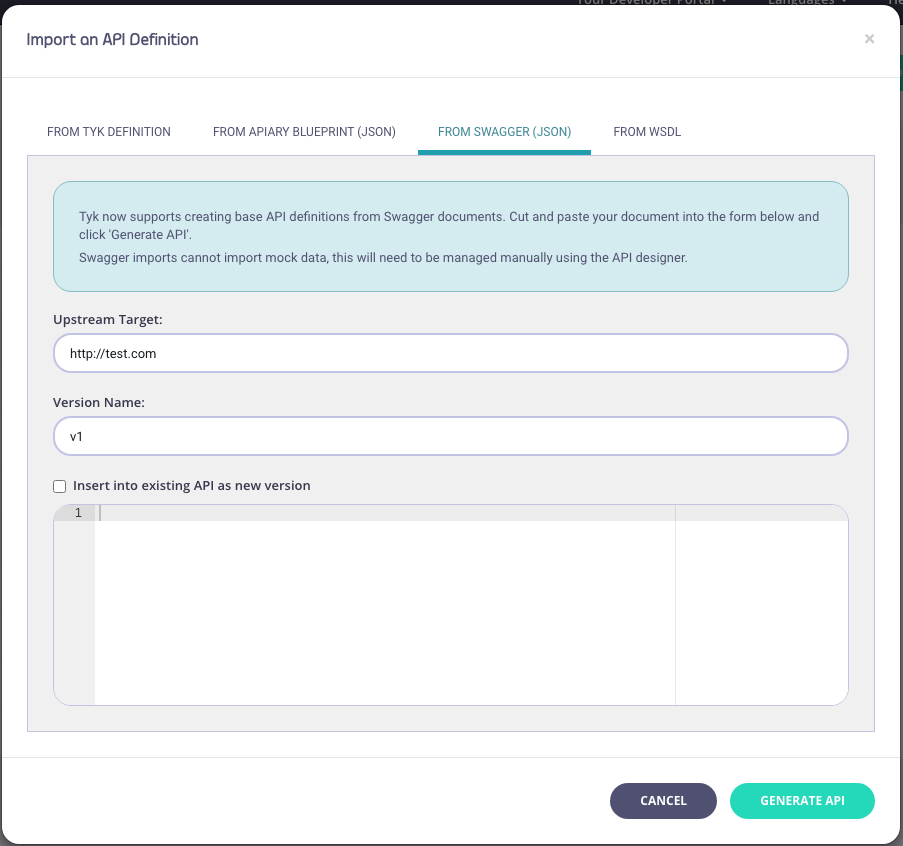 Your Developer Portal
Languages
Import an API Definition
×
FROM TYK DEFINITION
FROM APIARY BLUEPRINT (JSON)
FROM SWAGGER (JSON)
FROM WSDL
Tyk now supports creating base API definitions from Swagger documents. Cut and paste your document into the form below and
click 'Generate API'.
Swagger imports cannot import mock data, this will need to be managed manually using the API designer.
Upstream Target:
http://test.com
Version Name:
v1
Insert into existing API as new version
1
CANCEL
GENERATE API